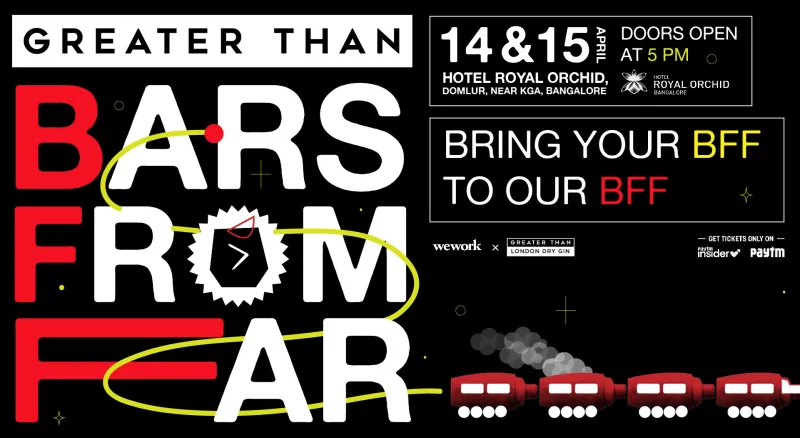 GREATER THAN
BARS
FROM
FAR
14 & 15 APRIL
DOORS OPEN
AT 5 PM
HOTEL ROYAL ORCHID,
DOMLUR, NEAR KGA, BANGALORE
HOTEL
ROYAL ORCHID
BANGALORE
BRING YOUR BFF
TO OUR BFF
wework × GREATER THAN
LONDON DRY GIN
GET TICKETS ONLY ON
paytm
insider
paytm